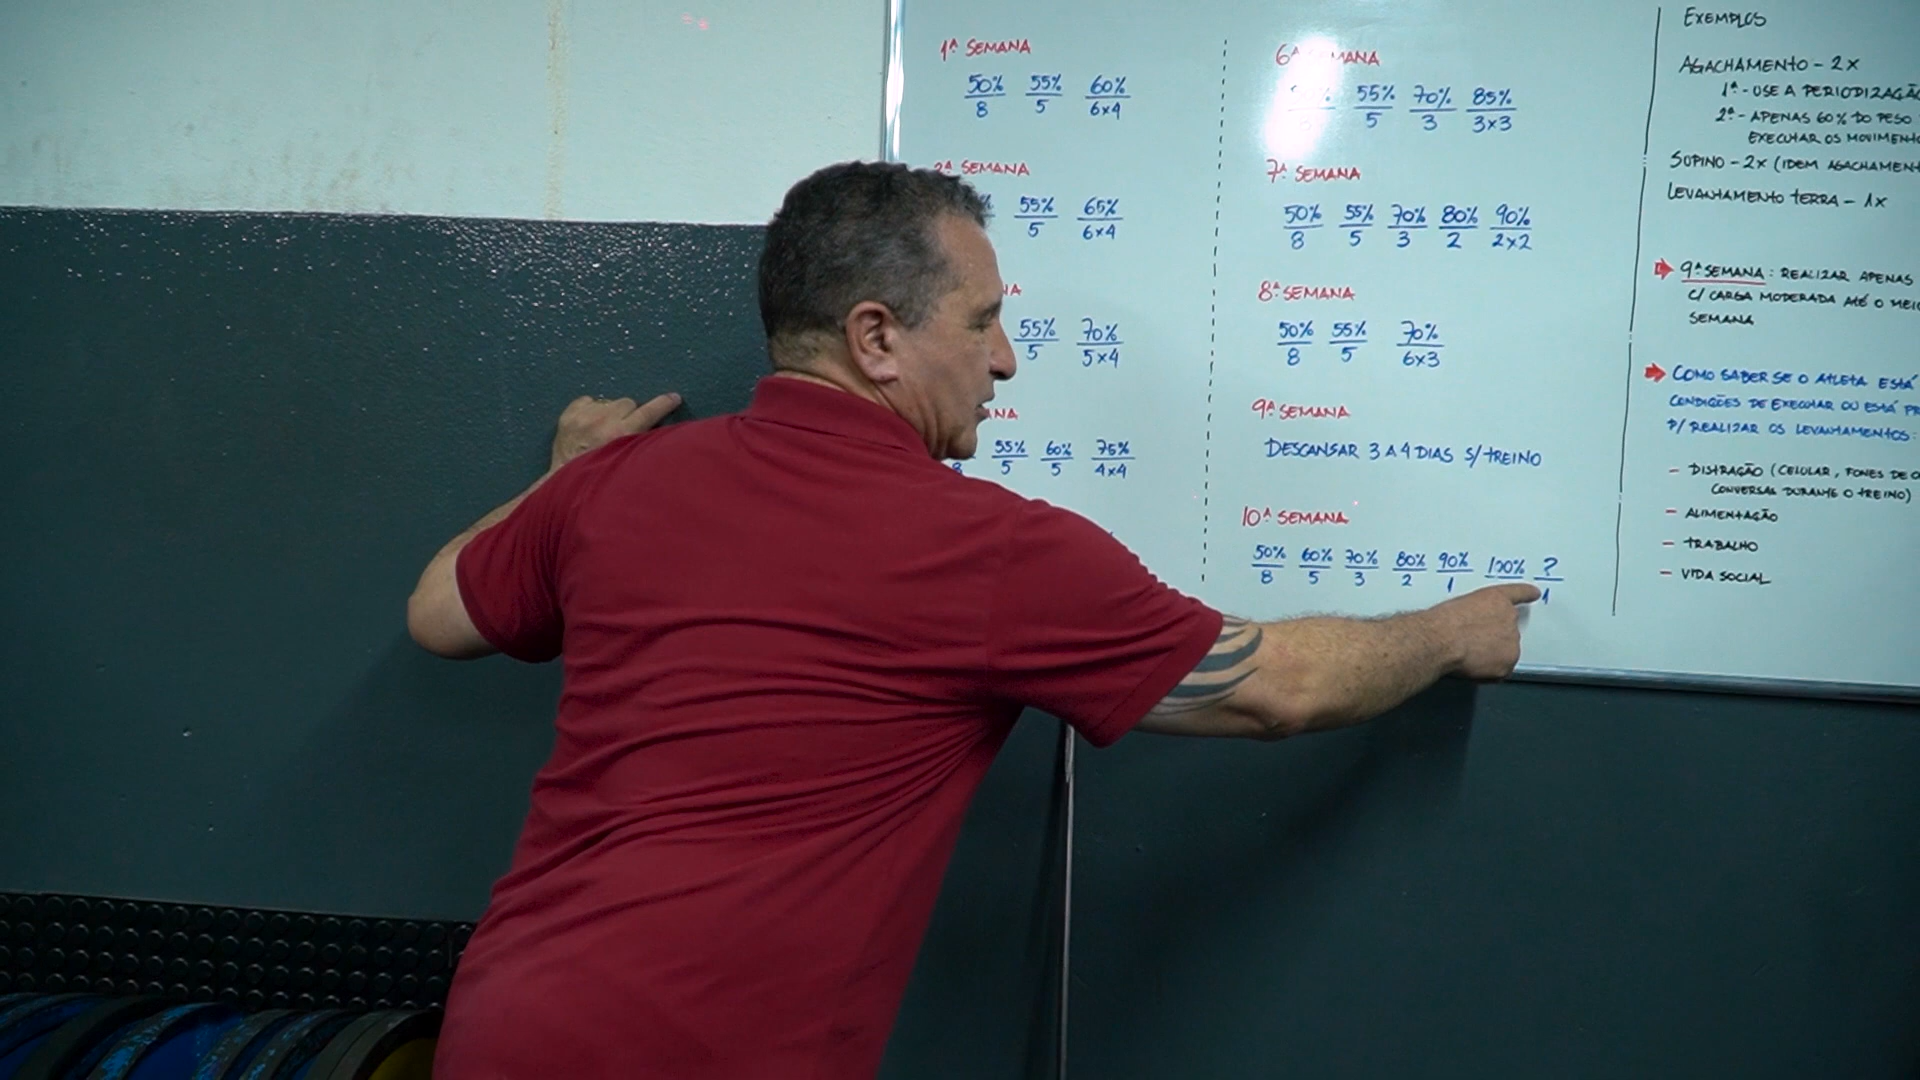 1ª SEMANA
50% 55% 60%
8 5 6x4
2ª SEMANA
55% 65%
5 6x4
55% 70%
5 5x4
55% 60% 75%
8 5 5 4x4
6ª SEMANA
55% 70% 85%
5 3 3x3
7ª SEMANA
50% 55% 70% 80% 90%
8 5 3 2 2x2
8ª SEMANA
50% 55% 70%
8 5 6x3
9ª SEMANA
DESCANSAR 3 A 4 DIAS S/TREINO
10ª SEMANA
50% 60% 70% 80% 90% 100% ?
8 5 3 2 1 1
EXEMPLOS
AGACHAMENTO - 2x
1ª - USE A PERIODIZAÇÃO
2ª - APENAS 60% DO PESO
EXECUTAR OS MOVIMENTO
SUPINO - 2x (IDEM AGACHAMEN
LEVANTAMENTO TERRA - 1x
9ª SEMANA: REALIZAR APENAS
C/ CARGA MODERADA ATÉ O MEIO
SEMANA
COMO SABER SE O ATLETA ESTÁ
CONDIÇÕES DE EXECUTAR OU ESTÁ PR
P/ REALIZAR OS LEVANTAMENTOS:
- DISTRAÇÃO (CELULAR, FONES DE O
CONVERSA DURANTE O TREINO)
- ALIMENTAÇÃO
- TRABALHO
- VIDA SOCIAL